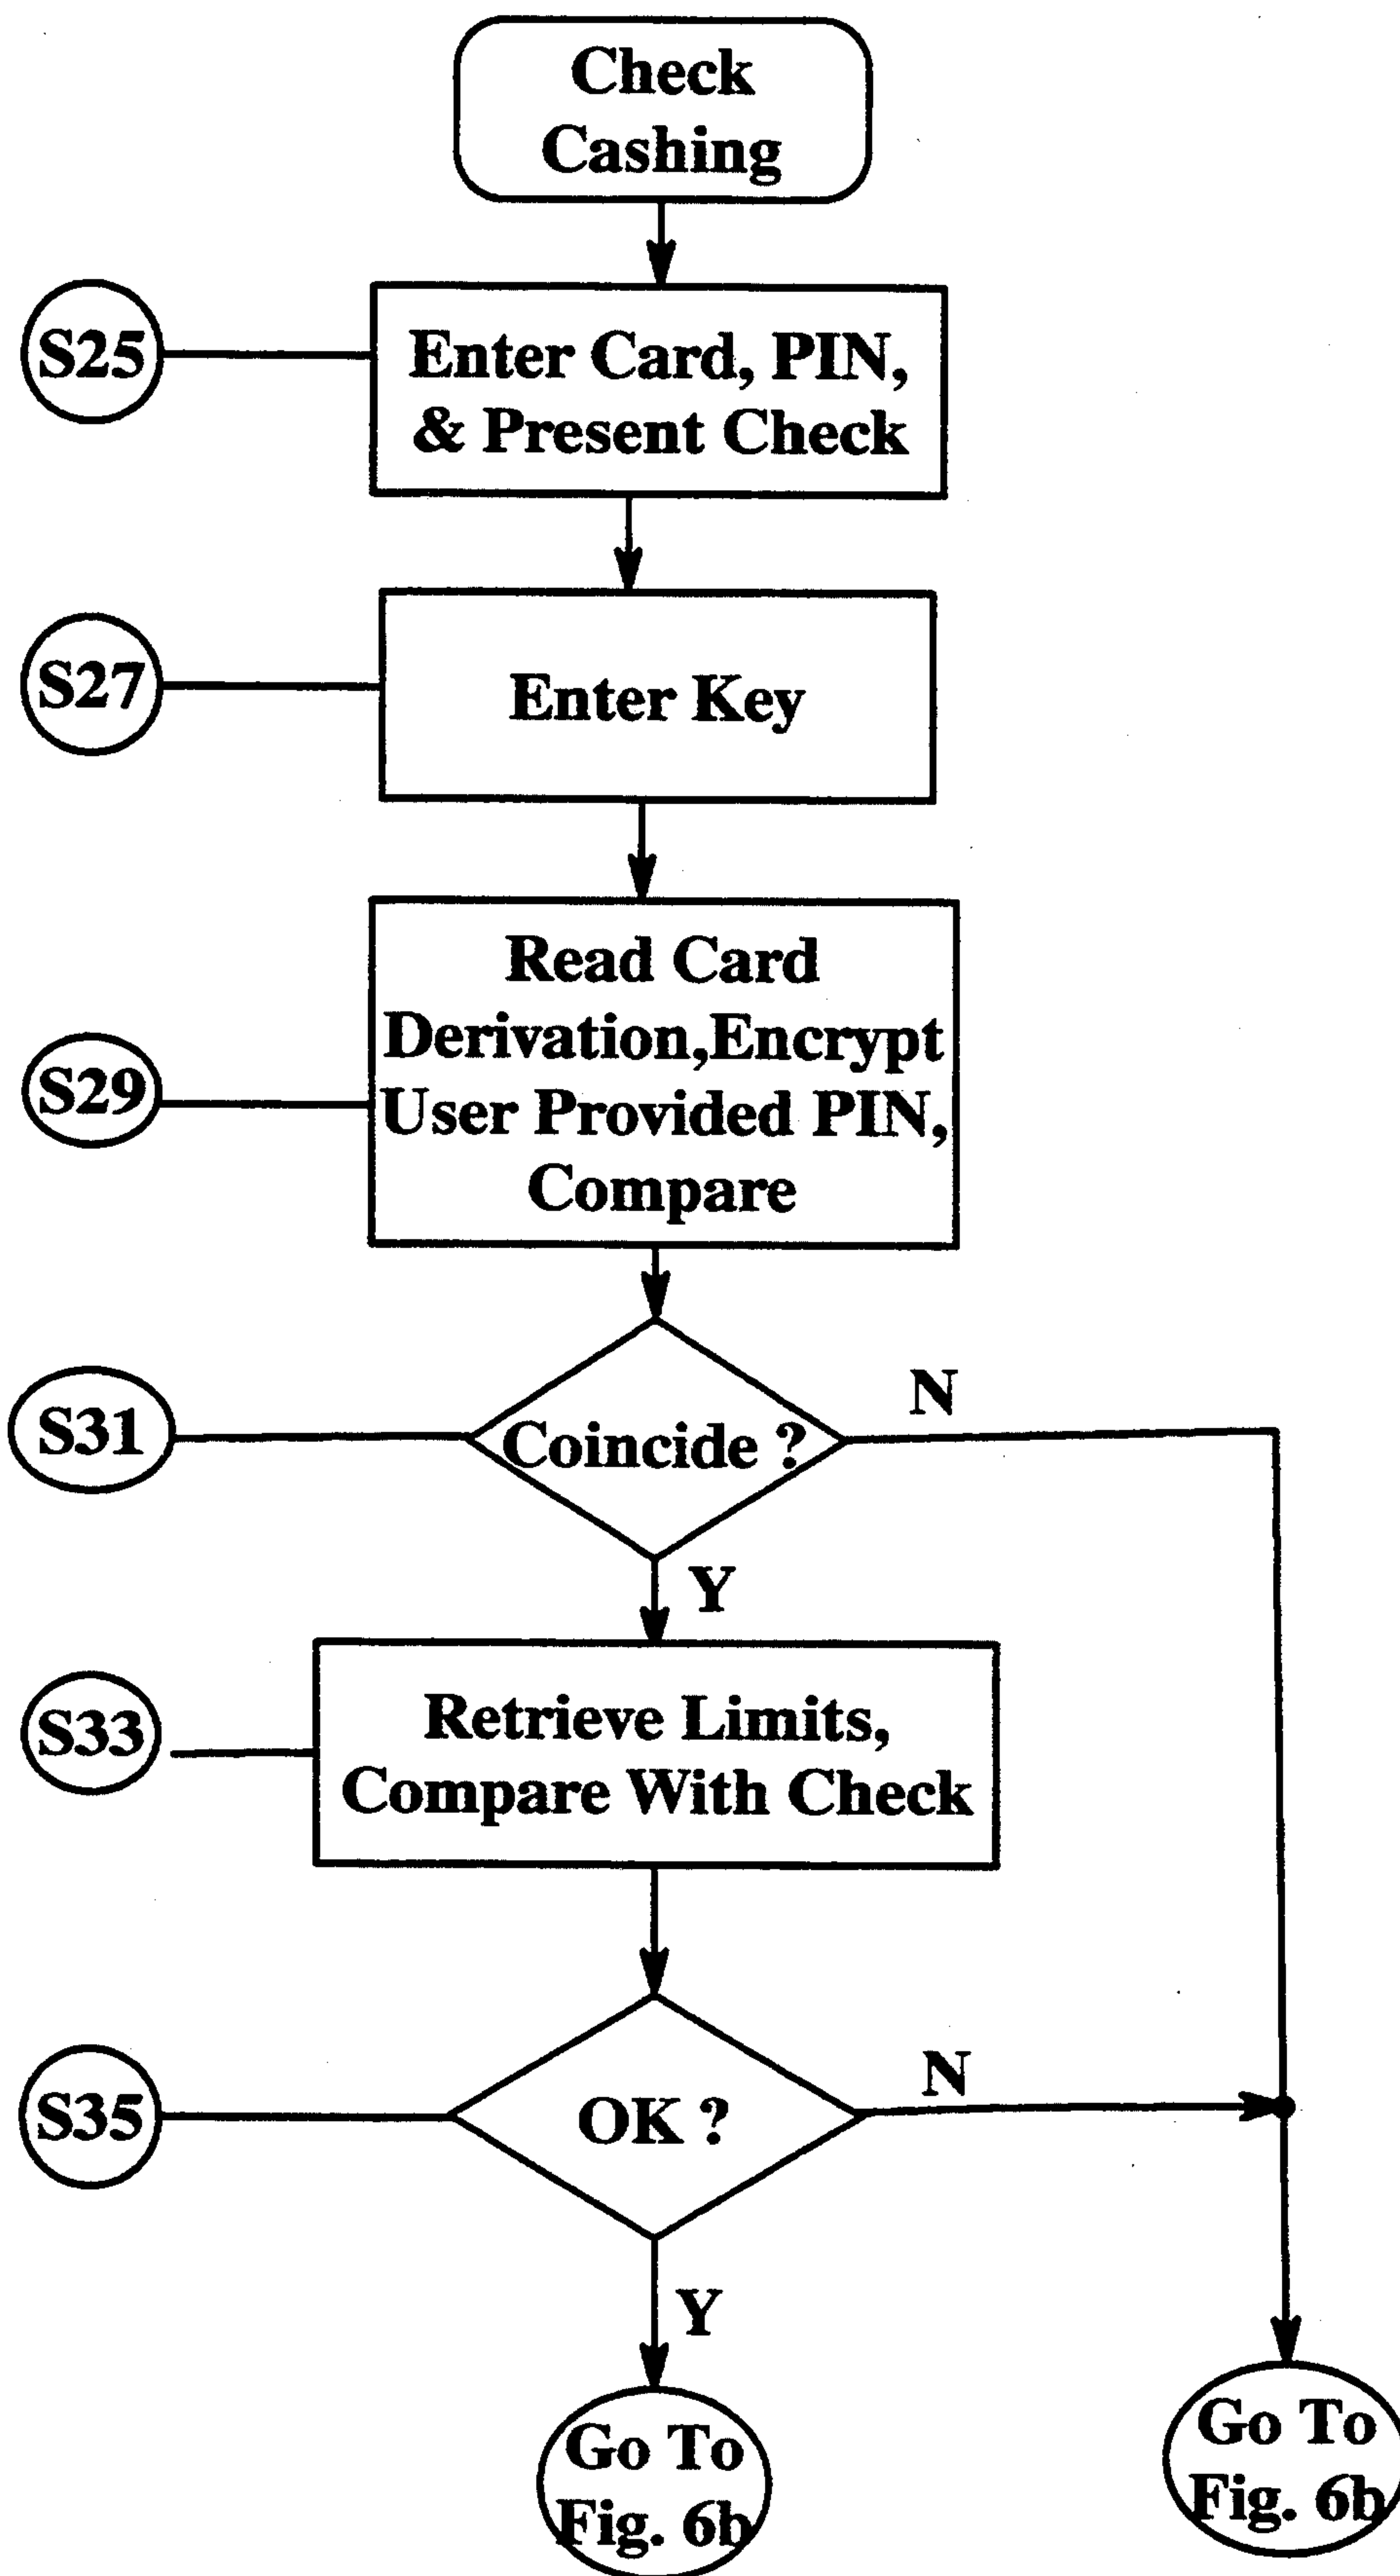 Check
Cashing
S25
Enter Card, PIN,
& Present Check
S27
Enter Key
S29
Read Card
Derivation,Encrypt
User Provided PIN,
Compare
S31
Coincide ?
N
Y
S33
Retrieve Limits,
Compare With Check
S35
OK ?
N
Y
Go To
Fig. 6b
Go To
Fig. 6b